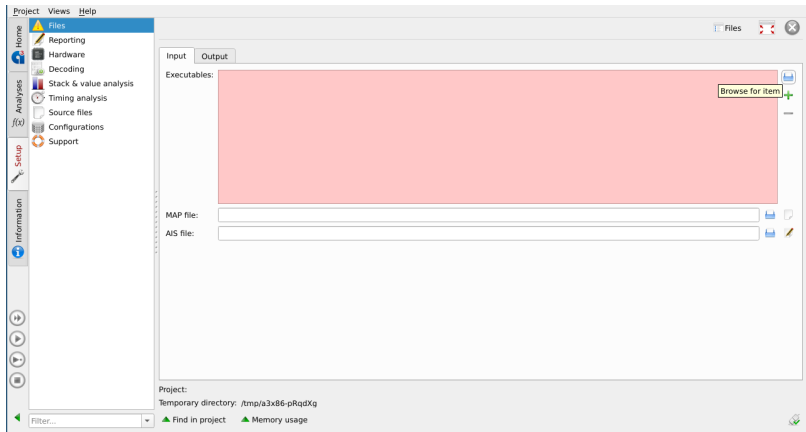 Project Views Help
Home
Analyses
f(x)
Setup
Information
Files
Reporting
Hardware
Decoding
Stack & value analysis
Timing analysis
Source files
Configurations
Support
Filter...
Files
Input Output
Executables:
Browse for item
MAP file:
AIS file:
Project:
Temporary directory: /tmp/a3x86-pRqdXg
Find in project Memory usage